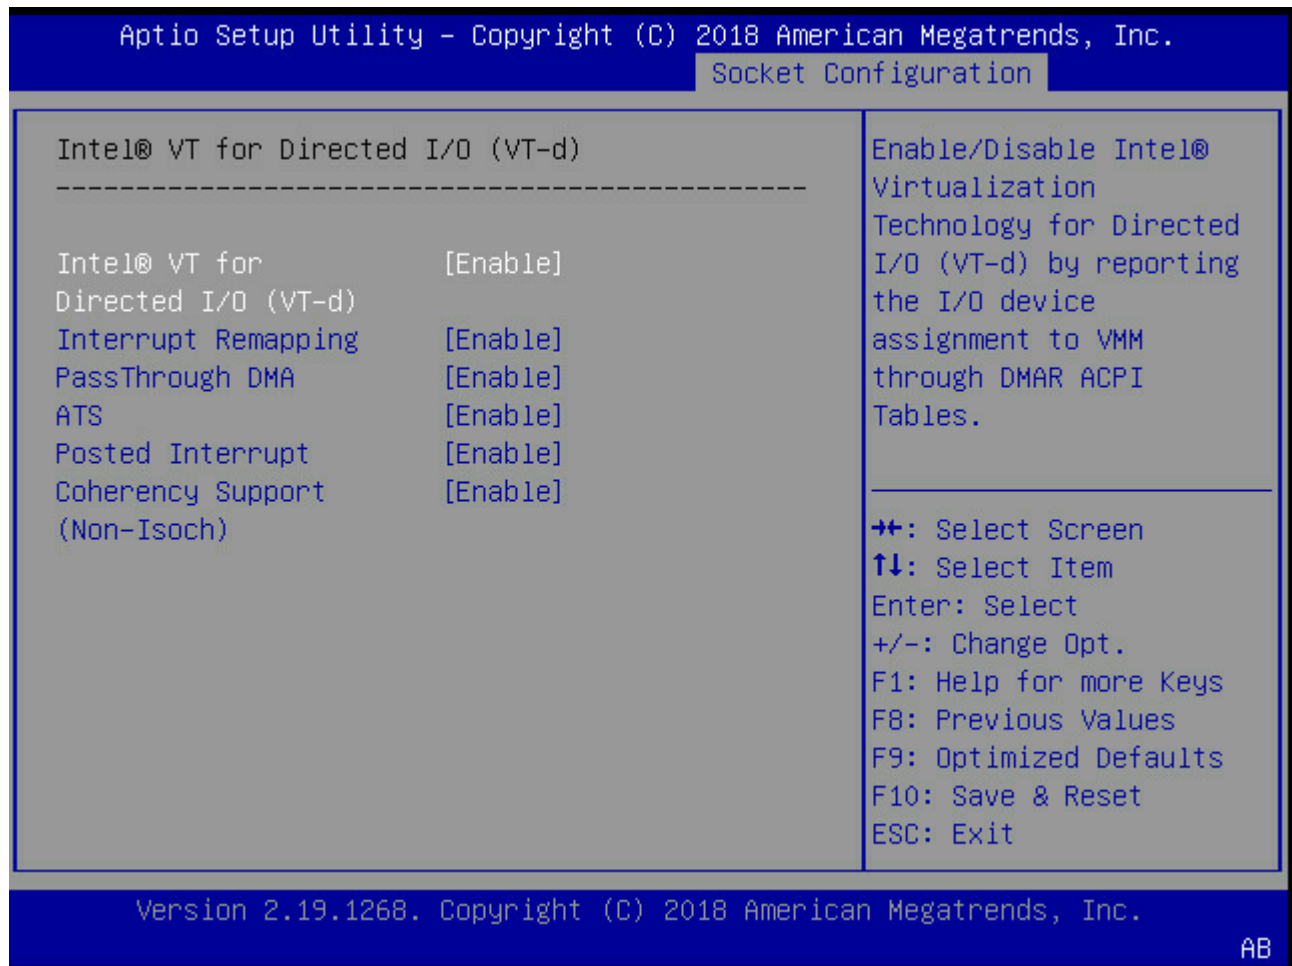 Aptio Setup Utility – Copyright (C) 2018 American Megatrends, Inc.
Socket Configuration
Intel® VT for Directed I/O (VT-d)
-----------------------------------------------
Intel® VT for [Enable]
Directed I/O (VT-d)
Interrupt Remapping [Enable]
PassThrough DMA [Enable]
ATS [Enable]
Posted Interrupt [Enable]
Coherency Support [Enable]
(Non-Isoch)
Enable/Disable Intel®
Virtualization
Technology for Directed
I/O (VT-d) by reporting
the I/O device
assignment to VMM
through DMAR ACPI
Tables.
→←: Select Screen
↑↓: Select Item
Enter: Select
+/-: Change Opt.
F1: Help for more Keys
F8: Previous Values
F9: Optimized Defaults
F10: Save & Reset
ESC: Exit
Version 2.19.1268. Copyright (C) 2018 American Megatrends, Inc.
AB